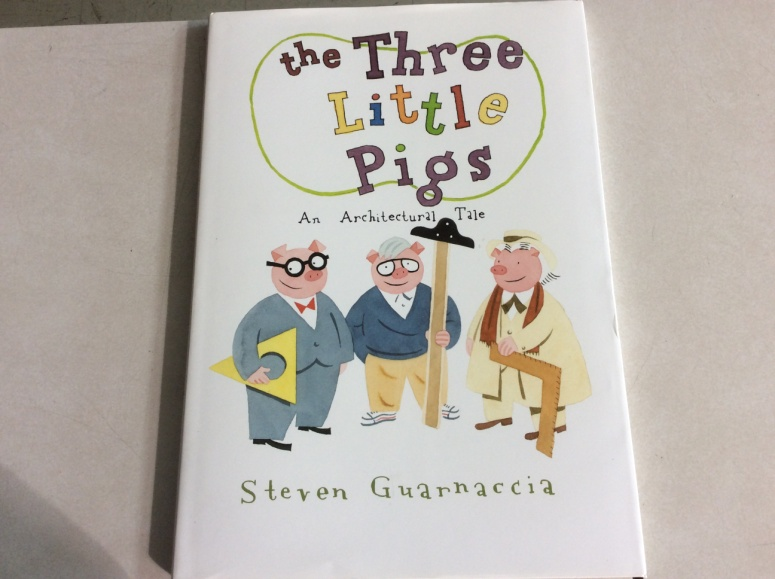 the Three
Little
Pigs
An Architectural Tale
Steven Guarnaccia